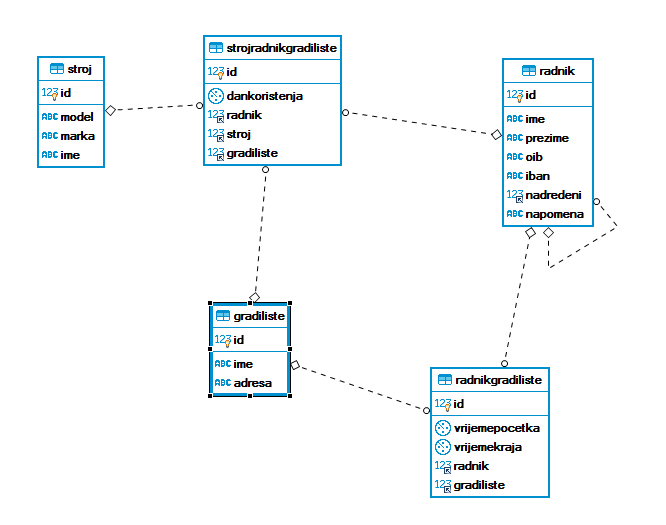 stroj
123 id
ABC model
ABC marka
ABC ime
strojradnikgradiliste
123 id
dankoristenja
123 radnik
123 stroj
123 gradiliste
radnik
123 id
ABC ime
ABC prezime
ABC oib
ABC iban
123 nadredeni
ABC napomena
gradiliste
123 id
ABC ime
ABC adresa
radnikgradiliste
123 id
vrijemepocetka
vrijemekraja
123 radnik
123 gradiliste